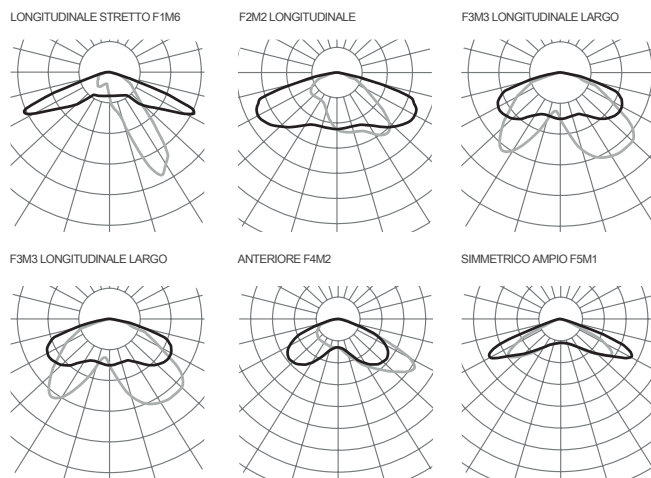 LONGITUDINALE STRETTO F1M6
F2M2 LONGITUDINALE
F3M3 LONGITUDINALE LARGO
F3M3 LONGITUDINALE LARGO
ANTERIORE F4M2
SIMMETRICO AMPIO F5M1